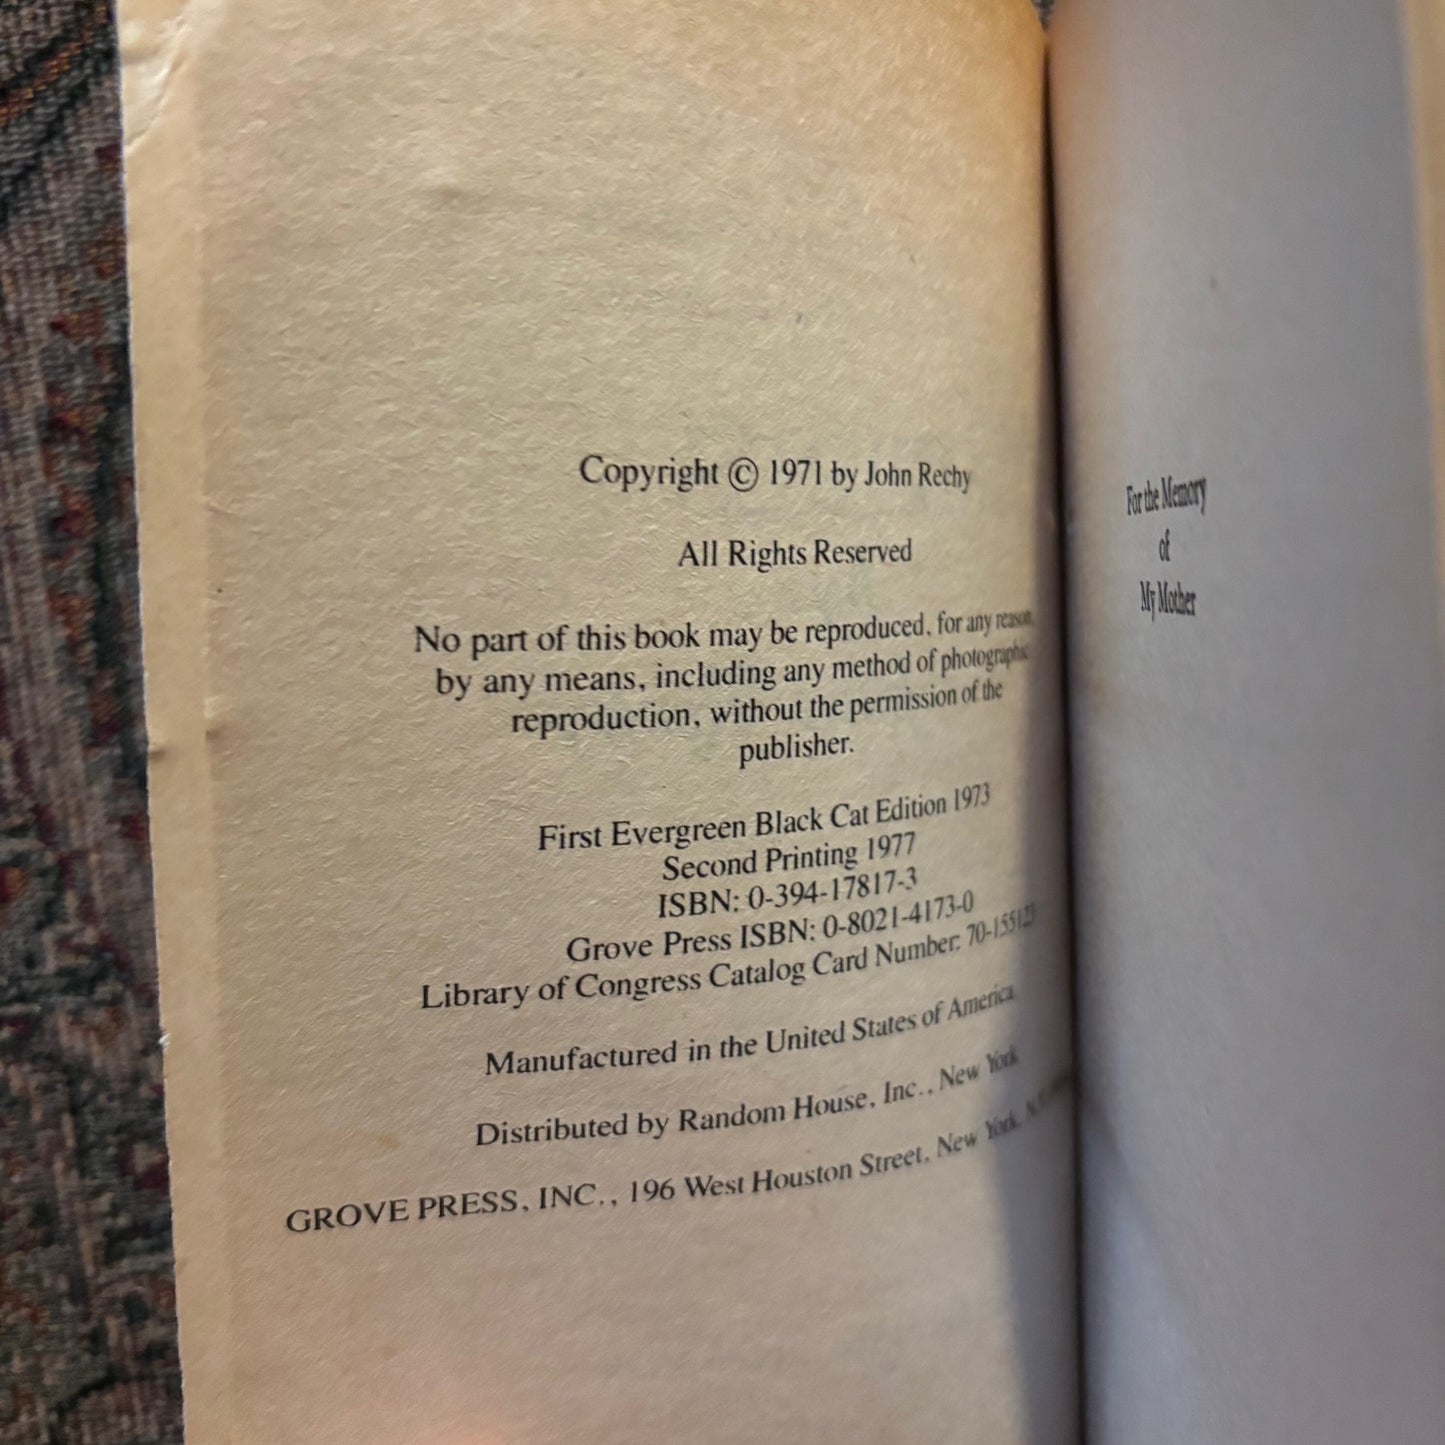 Copyright © 1971 by John Rechy
All Rights Reserved
No part of this book may be reproduced, for any reason,
by any means, including any method of photographic
reproduction, without the permission of the
publisher.
First Evergreen Black Cat Edition 1973
Second Printing 1977
ISBN: 0-394-17817-3
Grove Press ISBN: 0-8021-4173-0
Library of Congress Catalog Card Number: 70-155123
Manufactured in the United States of America
Distributed by Random House, Inc., New York
GROVE PRESS, INC., 196 West Houston Street, New York,
For the Memory
of
My Mother